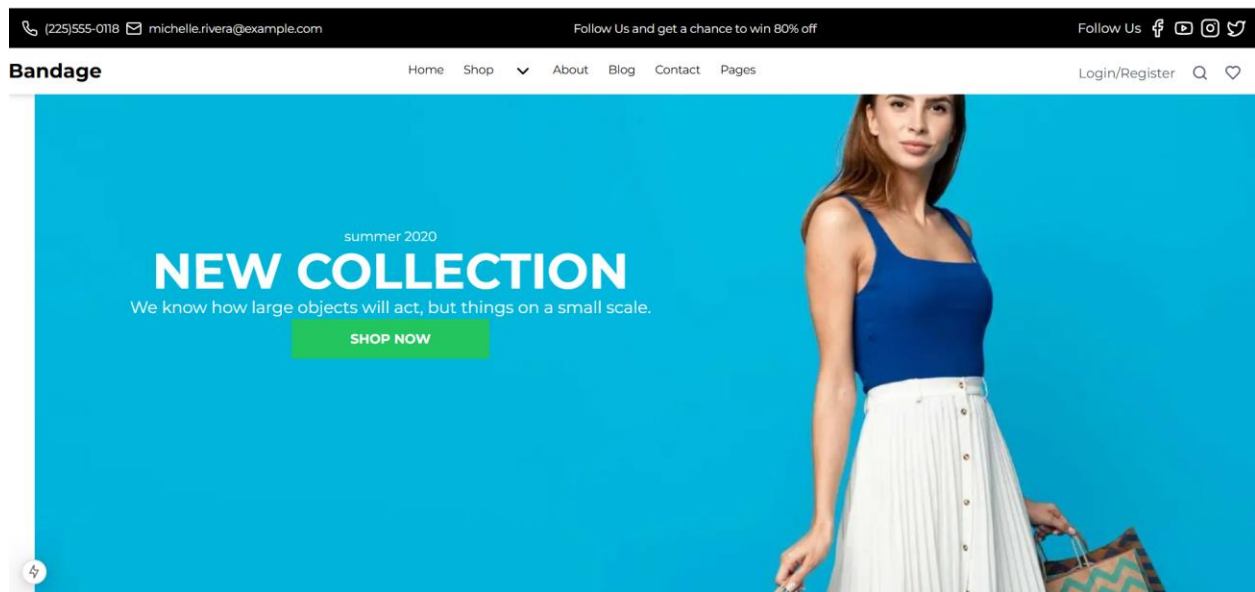 (225)555-0118 michelle.rivera@example.com Follow Us and get a chance to win 80% off Follow Us
Bandage Home Shop About Blog Contact Pages Login/Register
summer 2020
NEW COLLECTION
We know how large objects will act, but things on a small scale.
SHOP NOW